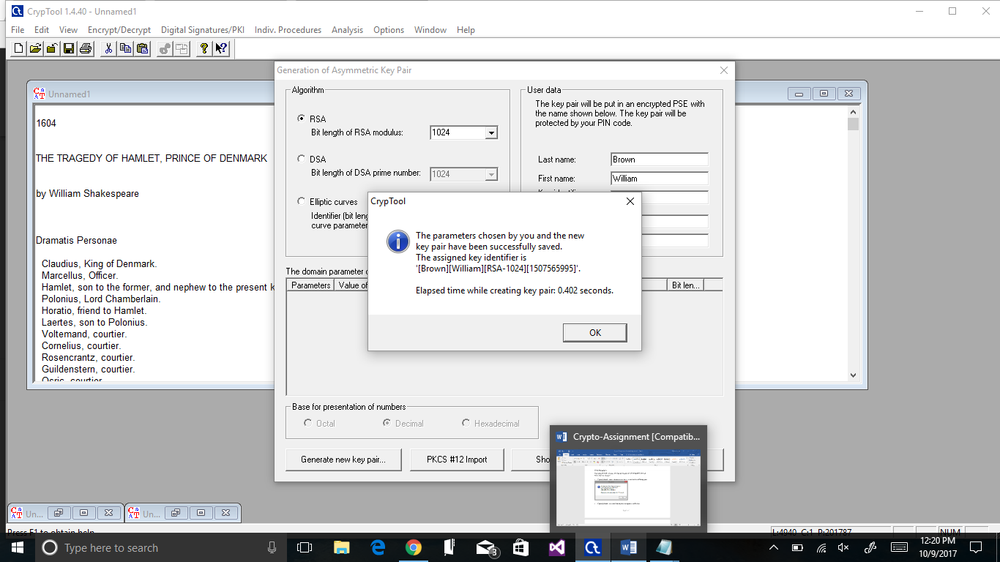 CrypTool 1.4.40 - Unnamed1
File Edit View Encrypt/Decrypt Digital Signatures/PKI Indiv. Procedures Analysis Options Window Help
Unnamed1
1604
THE TRAGEDY OF HAMLET, PRINCE OF DENMARK
by William Shakespeare
Dramatis Personae
Claudius, King of Denmark.
Marcellus, Officer.
Hamlet, son to the former, and nephew to the present k
Polonius, Lord Chamberlain.
Horatio, friend to Hamlet.
Laertes, son to Polonius.
Voltemand, courtier.
Cornelius, courtier.
Rosencrantz, courtier.
Guildenstern, courtier.
Osric, courtier
Generation of Asymmetric Key Pair
Algorithm
RSA
Bit length of RSA modulus: 1024
DSA
Bit length of DSA prime number: 1024
Elliptic curves
Identifier (bit leng
curve parameter
User data
The key pair will be put in an encrypted PSE with
the name shown below. The key pair will be
protected by your PIN code.
Last name: Brown
First name: William
CrypTool
The parameters chosen by you and the new
key pair have been successfully saved.
The assigned key identifier is
'[Brown][William][RSA-1024][1507565995]'.
Elapsed time while creating key pair: 0.402 seconds.
OK
The domain parameter o
Parameters Value of Bit len...
Base for presentation of numbers
Octal Decimal Hexadecimal
Generate new key pair... PKCS #12 Import Sho
Crypto-Assignment [Compatib...
Un... Un...
Press F1 to obtain help.
L:4940 C:1 P:201787 NUM
Type here to search
3
12:20 PM
10/9/2017